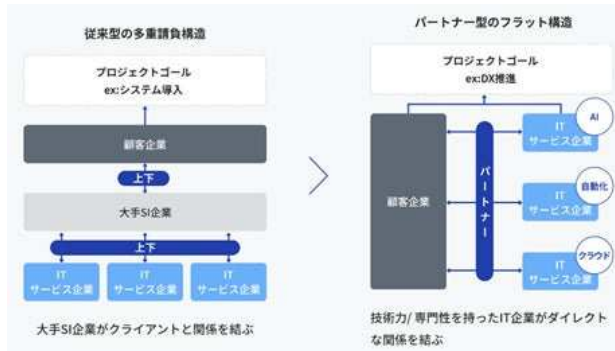 従来型の多重請負構造
プロジェクトゴール
ex:システム導入
顧客企業
上下
大手SI企業
上下
IT
サービス企業
IT
サービス企業
IT
サービス企業
大手SI企業がクライアントと関係を結ぶ
パートナー型のフラット構造
プロジェクトゴール
ex:DX推進
顧客企業
パートナー
AI
IT
サービス企業
自動化
IT
サービス企業
クラウド
IT
サービス企業
技術力/専門性を持ったIT企業がダイレクト
な関係を結ぶ